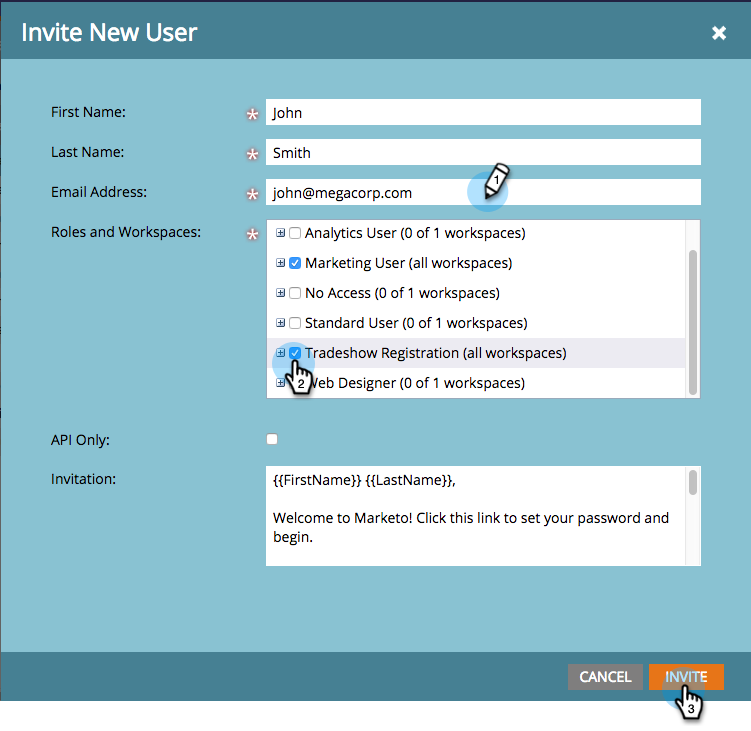 Invite New User
First Name: * John
Last Name: * Smith
Email Address: * john@megacorp.com
1
Roles and Workspaces: * Analytics User (0 of 1 workspaces)
Marketing User (all workspaces)
No Access (0 of 1 workspaces)
Standard User (0 of 1 workspaces)
Tradeshow Registration (all workspaces)
2
Web Designer (0 of 1 workspaces)
API Only:
Invitation: {{FirstName}} {{LastName}},
Welcome to Marketo! Click this link to set your password and
begin.
CANCEL INVITE
3